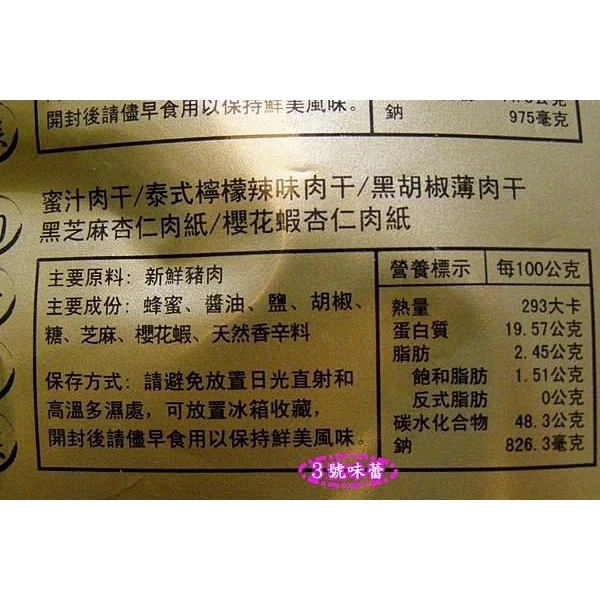 開封後請儘早食用以保持鮮美風味。
鈉 975毫克
蜜汁肉干/泰式檸檬辣味肉干/黑胡椒薄肉干
黑芝麻杏仁肉紙/櫻花蝦杏仁肉紙
主要原料: 新鮮豬肉
主要成份: 蜂蜜、醬油、鹽、胡椒、
糖、芝麻、櫻花蝦、天然香辛料
保存方式: 請避免放置日光直射和
高溫多濕處, 可放置冰箱收藏,
開封後請儘早食用以保持鮮美風味。
營養標示 每100公克
熱量 293大卡
蛋白質 19.57公克
脂肪 2.45公克
飽和脂肪 1.51公克
反式脂肪 0公克
碳水化合物 48.3公克
鈉 826.3毫克
3號味蕾